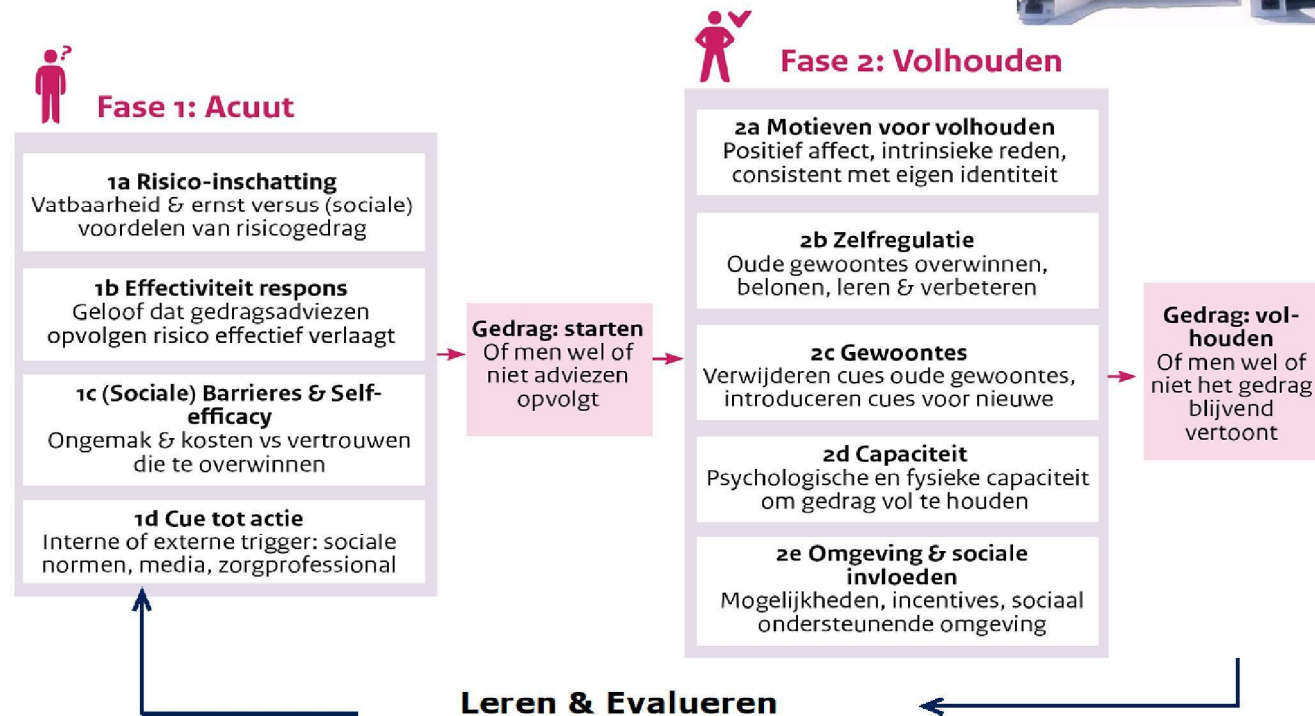 ?
Fase 1: Acuut
1a Risico-inschatting
Vatbaarheid & ernst versus (sociale)
voordelen van risicogedrag
1b Effectiviteit respons
Geloof dat gedragsadviezen
opvolgen risico effectief verlaagt
1c (Sociale) Barrieres & Self-
efficacy
Ongemak & kosten vs vertrouwen
die te overwinnen
1d Cue tot actie
Interne of externe trigger: sociale
normen, media, zorgprofessional
Gedrag: starten
Of men wel of
niet adviezen
opvolgt
Fase 2: Volhouden
2a Motieven voor volhouden
Positief affect, intrinsieke reden,
consistent met eigen identiteit
2b Zelfregulatie
Oude gewoontes overwinnen,
belonen, leren & verbeteren
2c Gewoontes
Verwijderen cues oude gewoontes,
introduceren cues voor nieuwe
2d Capaciteit
Psychologische en fysieke capaciteit
om gedrag vol te houden
2e Omgeving & sociale
invloeden
Mogelijkheden, incentives, sociaal
ondersteunende omgeving
Gedrag: vol-
houden
Of men wel of
niet het gedrag
blijvend
vertoont
Leren & Evalueren